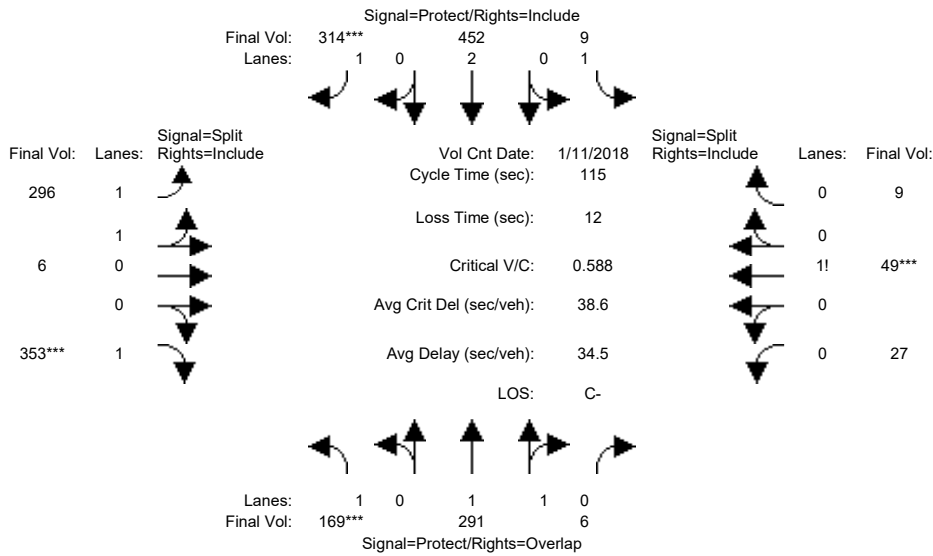 Signal=Protect/Rights=Include
Final Vol: 314*** 452 9
Lanes: 1 0 2 0 1
Signal=Split Signal=Split
Final Vol: Lanes: Rights=Include Vol Cnt Date: 1/11/2018 Rights=Include Lanes: Final Vol:
Cycle Time (sec): 115
296 1 0 9
Loss Time (sec): 12
1 0
6 0 Critical V/C: 0.588 1! 49***
0 Avg Crit Del (sec/veh): 38.6 0
353*** 1 Avg Delay (sec/veh): 34.5 0 27
LOS: C-
Lanes: 1 0 1 1 0
Final Vol: 169*** 291 6
Signal=Protect/Rights=Overlap